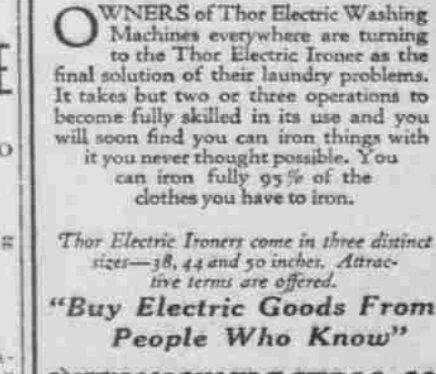 OWNERS of Thor Electric Washing
Machines everywhere are turning
to the Thor Electric Ironer as the
final solution of their laundry problems.
It takes but two or three operations to
become fully skilled in its use and you
will soon find you can iron things with
it you never thought possible. You
can iron fully 95% of the
clothes you have to iron.
Thor Electric Ironers come in three distinct
sizes—38, 44 and 50 inches. Attrac-
tive terms are offered.
"Buy Electric Goods From
People Who Know"